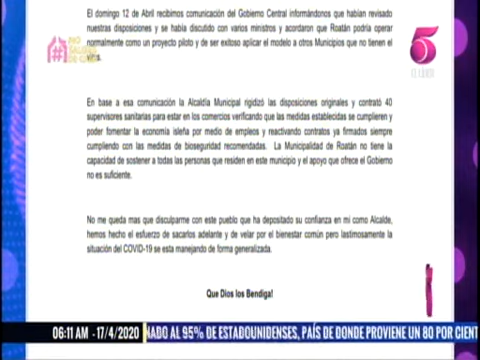 El domingo 12 de Abril recibimos comunicación del Gobierno Central informándonos que habían revisado
nuestras disposiciones y se había discutido con varios ministros y acordaron que Roatán podría operar
normalmente como un proyecto piloto y de ser exitoso aplicar el modelo a otros Municipios que no tienen el
virus.
En base a esa comunicación la Alcaldía Municipal rigidizó las disposiciones originales y contrató 40
supervisores sanitarias para estar en los comercios verificando que las medidas establecidas se cumplieren y
poder fomentar la economía isleña por medio de empleos y reactivando contratos ya firmados siempre
cumpliendo con las medidas de bioseguridad recomendadas. La Municipalidad de Roatán no tiene la
capacidad de sostener a todas las personas que residen en este municipio y el apoyo que ofrece el Gobierno
no es suficiente.
No me queda mas que disculparme con este pueblo que ha depositado su confianza en mi como Alcalde,
hemos hecho el esfuerzo de sacarlos adelante y de velar por el bienestar común pero lastimosamente la
situación del COVID-19 se esta manejando de forma generalizada.
Que Dios los Bendiga!
#NO
SALGAS
DE CASA
5
EL LÍDER
06:11 AM - 17/4/2020
NADO AL 95% DE ESTADOUNIDENSES, PAÍS DE DONDE PROVIENE UN 80 POR CIENT